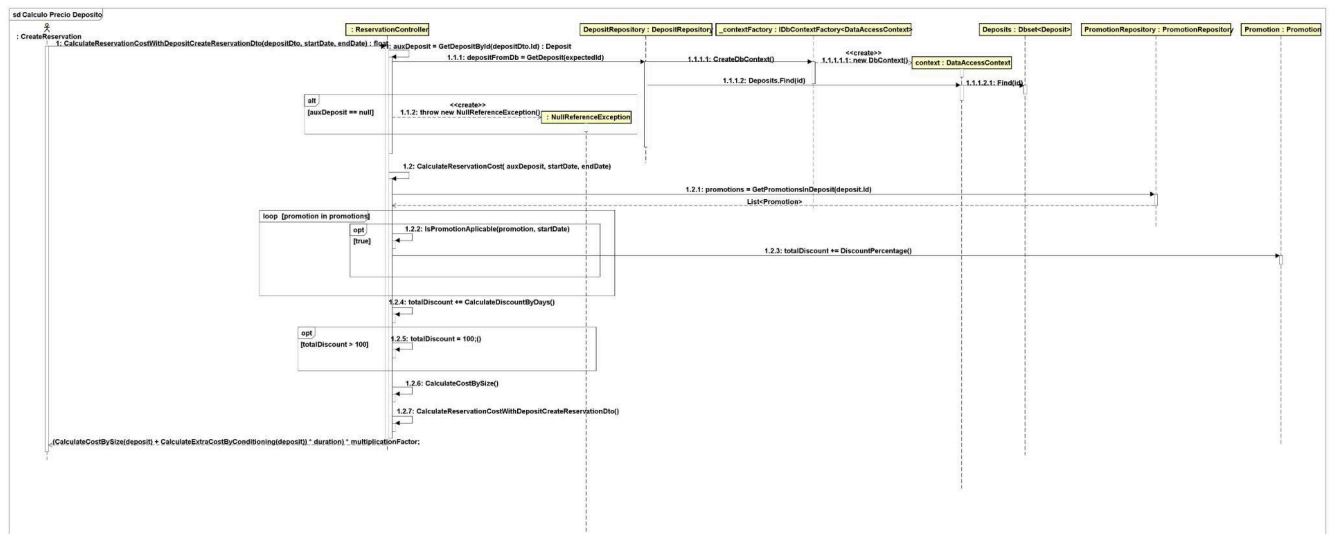 sd Calculo Precio Deposito
: CreateReservation
: ReservationController
DepositRepository : DepositRepository
_contextFactory : IDbContextFactory<DataAccessContext>
Deposits : Dbset<Deposit>
PromotionRepository : PromotionRepository
Promotion : Promotion
1: CalculateReservationCostWithDepositCreateReservationDto(depositDto, startDate, endDate) : float
auxDeposit = GetDepositById(depositDto.Id) : Deposit
1.1.1: depositFromDb = GetDeposit(expectedId)
1.1.1.1: CreateDbContext()
<<create>>
1.1.1.1.1: new DbContext()
context : DataAccessContext
1.1.1.2: Deposits.Find(id)
1.1.1.2.1: Find(id)
alt
[auxDeposit == null]
<<create>>
1.1.2: throw new NullReferenceException()
: NullReferenceException
1.2: CalculateReservationCost( auxDeposit, startDate, endDate)
1.2.1: promotions = GetPromotionsInDeposit(deposit.Id)
List<Promotion>
loop [promotion in promotions]
opt
[true]
1.2.2: IsPromotionAplicable(promotion, startDate)
1.2.3: totalDiscount += DiscountPercentage()
1.2.4: totalDiscount += CalculateDiscountByDays()
opt
[totalDiscount > 100]
1.2.5: totalDiscount = 100;()
1.2.6: CalculateCostBySize()
1.2.7: CalculateReservationCostWithDepositCreateReservationDto()
(CalculateCostBySize(deposit) + CalculateExtraCostByConditioning(deposit)) * duration) * multiplicationFactor;